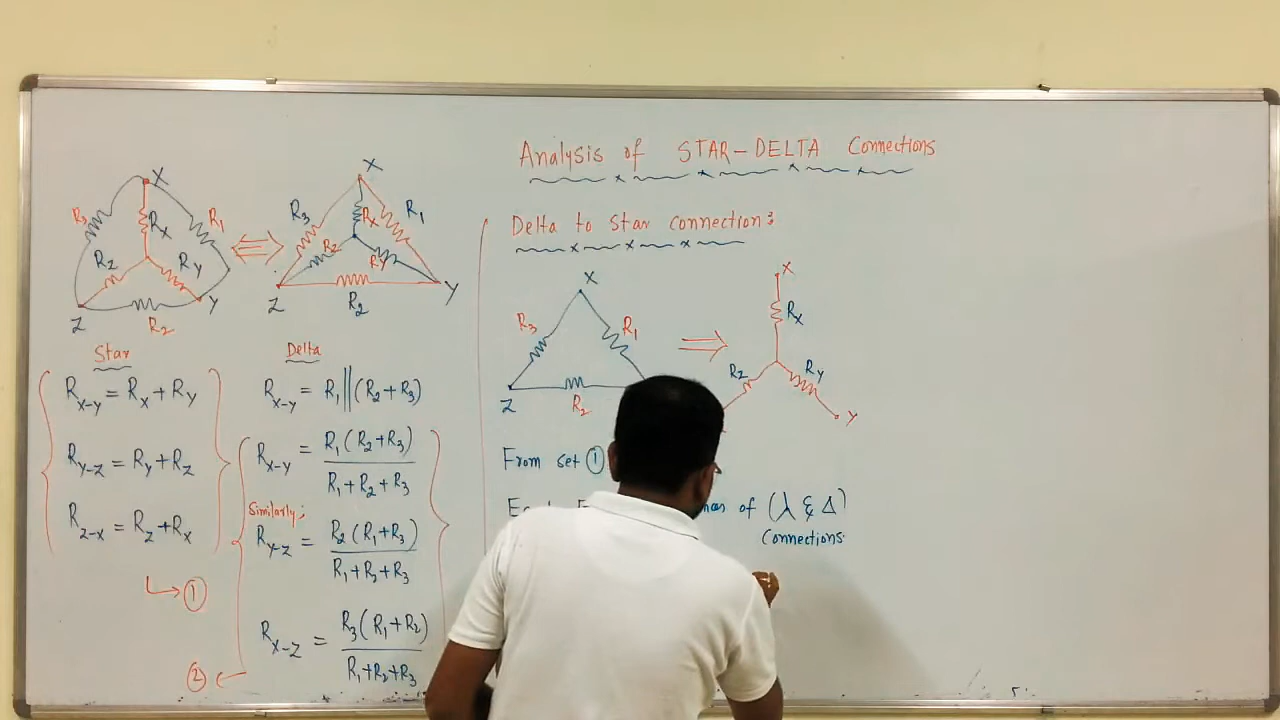 Analysis of STAR-DELTA Connections
X
R3
Rx
R1
Rz
Ry
Z
Y
R2
X
R3
Rx
R1
Rz
Ry
Z
Y
R2
Star
Rx-y = Rx + Ry
Ry-z = Ry + Rz
Rz-x = Rz + Rx
1
Delta
Rx-y = R1 || (R2+R3)
Rx-y = R1 (R2+R3)
R1 + R2 + R3
Similarly;
Ry-z = R2 (R1+R3)
R1 + R2 + R3
Rx-z = R3 (R1+R2)
R1+R2+R3
2
Delta to Star connection:
X
R3
R1
Z
R2
X
Rx
Rz
Ry
Y
From set 1
of (λ & Δ)
Connections.